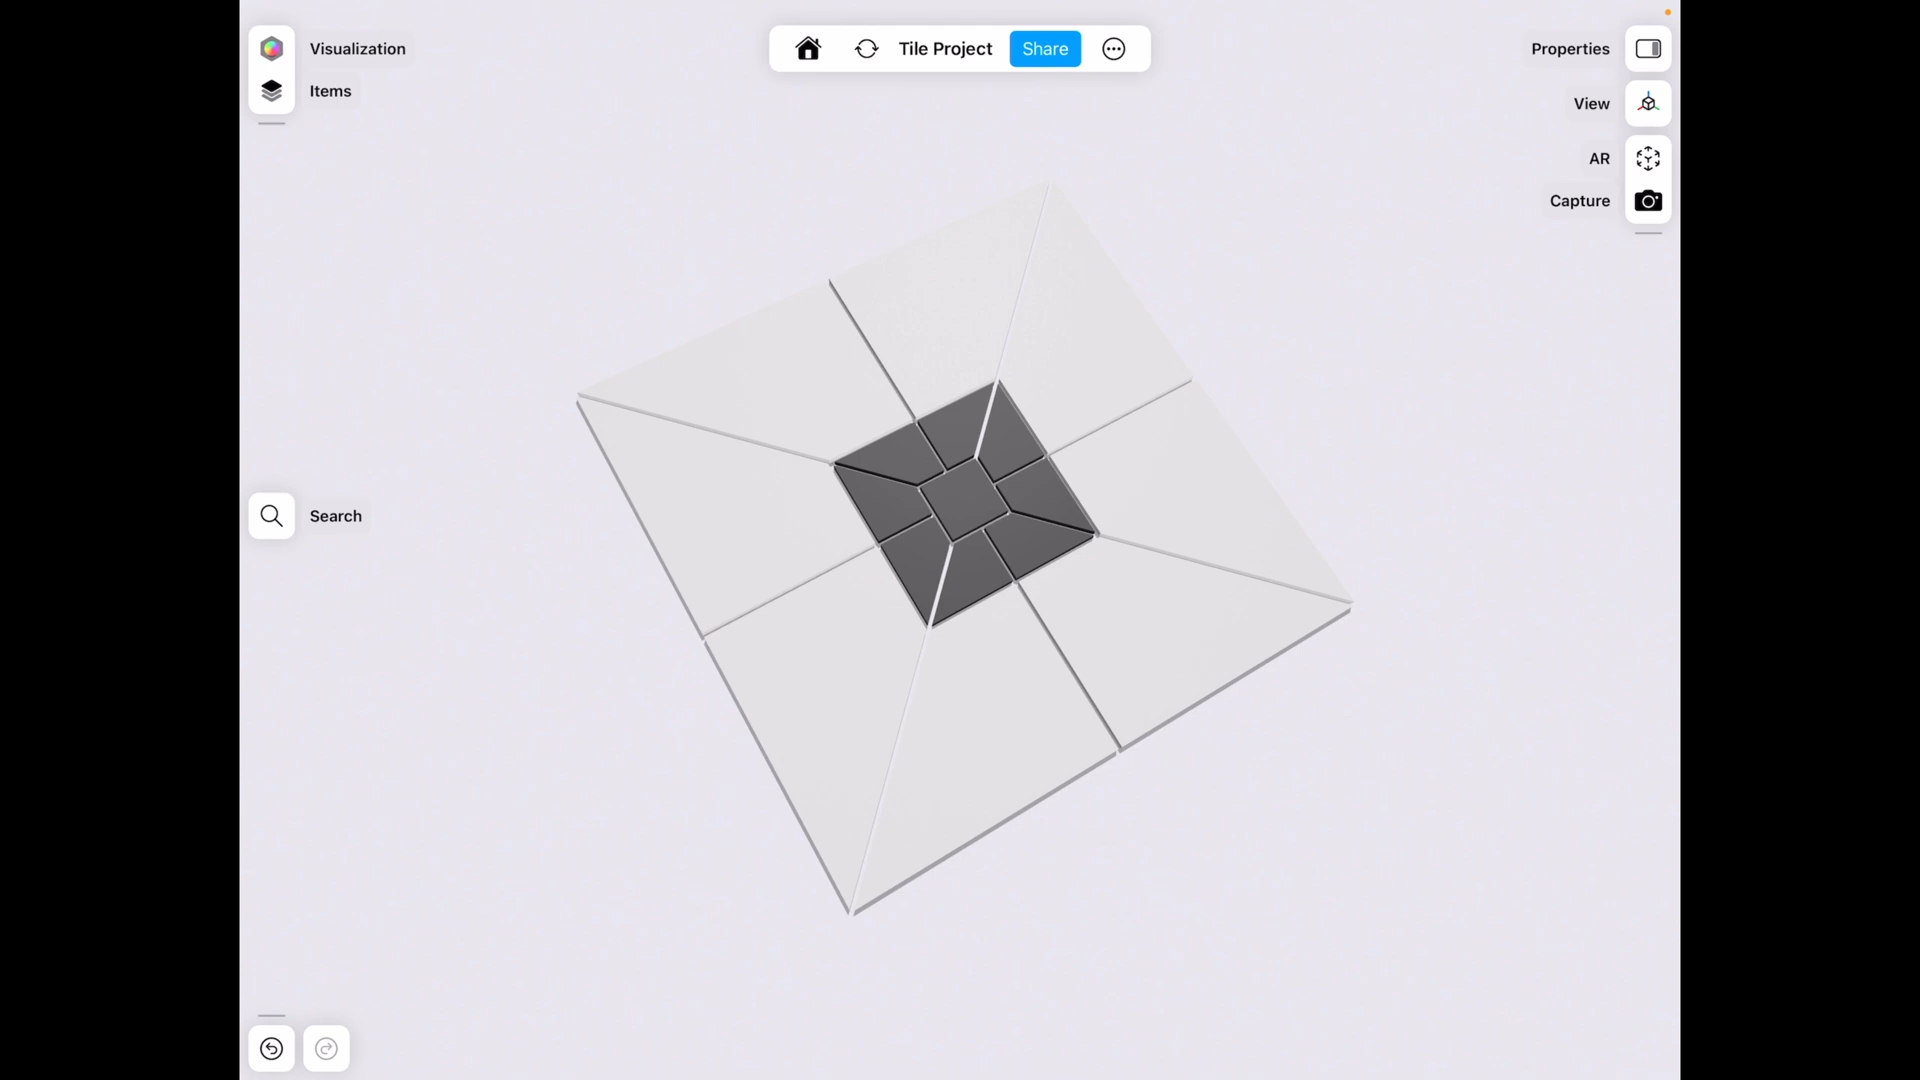 Visualization
Items
Tile Project
Share
Properties
View
AR
Capture
Search